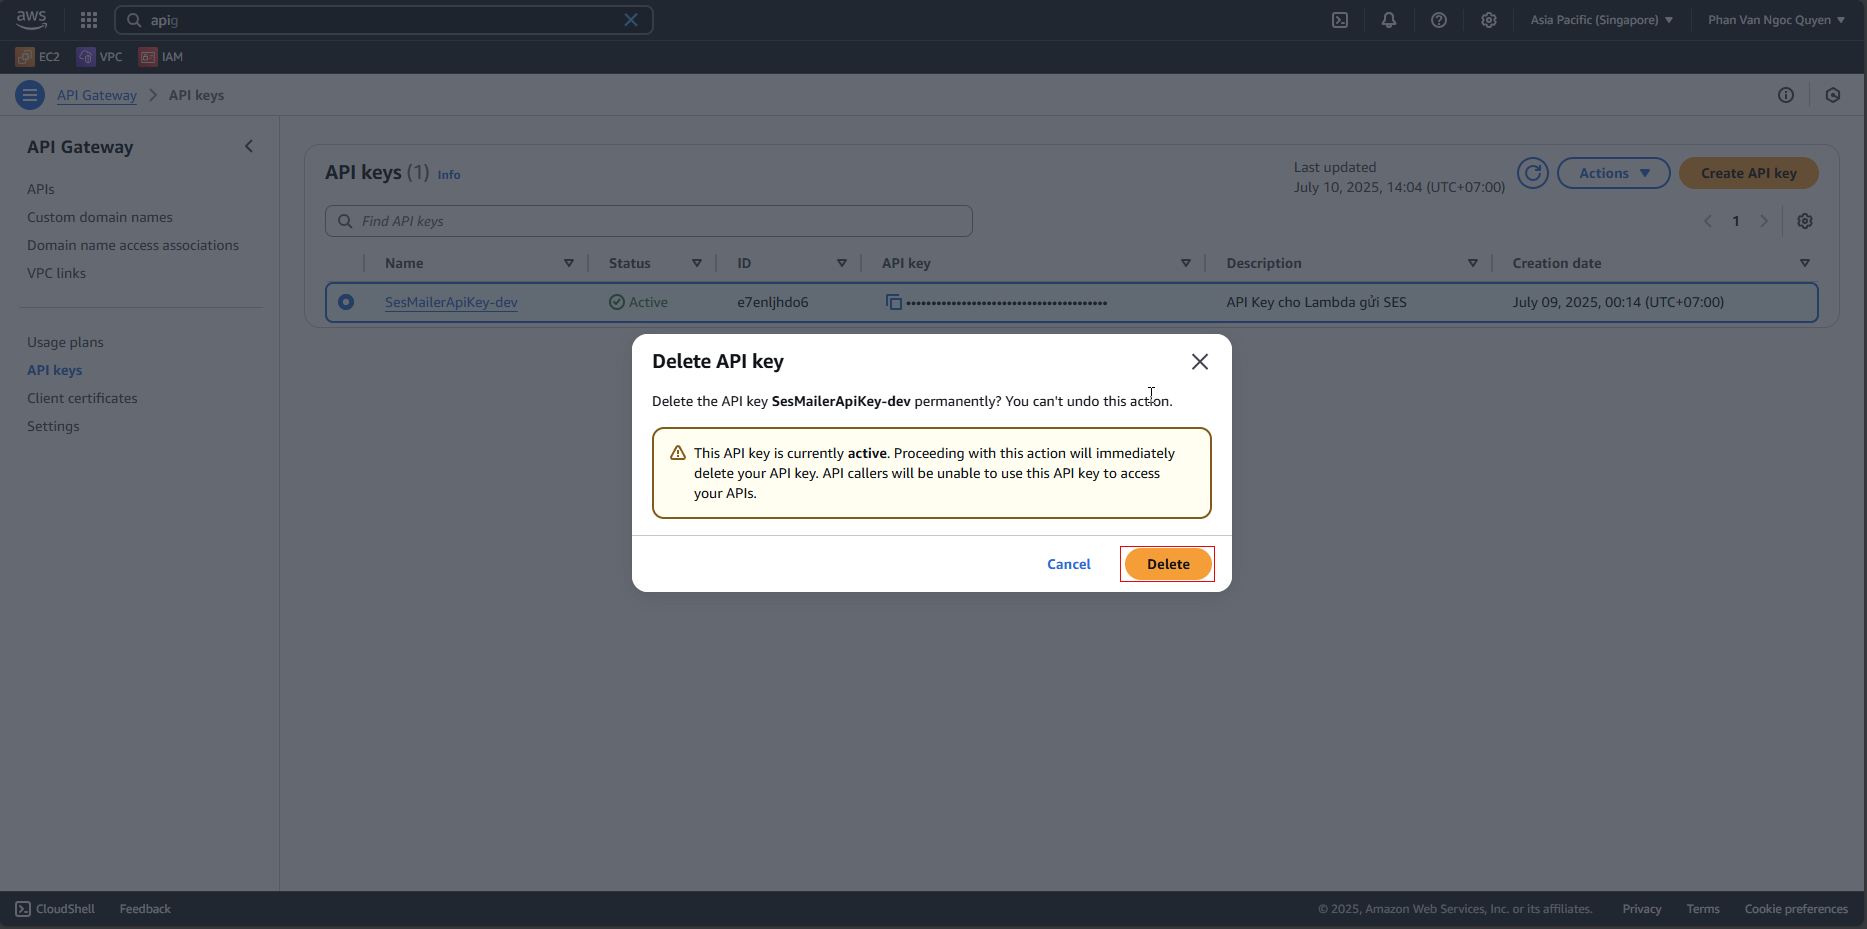 aws
apig
Asia Pacific (Singapore)
Phan Van Ngoc Quyen
EC2
VPC
IAM
API Gateway
API keys
API Gateway
APIs
Custom domain names
Domain name access associations
VPC links
Usage plans
API keys
Client certificates
Settings
API keys (1) Info
Last updated
July 10, 2025, 14:04 (UTC+07:00)
Actions
Create API key
Find API keys
1
Name Status ID API key Description Creation date
SesMailerApiKey-dev Active e7enljhdo6 •••••••••••••••••••••••••••••••••••••••• API Key cho Lambda gửi SES July 09, 2025, 00:14 (UTC+07:00)
Delete API key
Delete the API key SesMailerApiKey-dev permanently? You can't undo this action.
This API key is currently active. Proceeding with this action will immediately
delete your API key. API callers will be unable to use this API key to access
your APIs.
Cancel
Delete
CloudShell
Feedback
© 2025, Amazon Web Services, Inc. or its affiliates.
Privacy
Terms
Cookie preferences